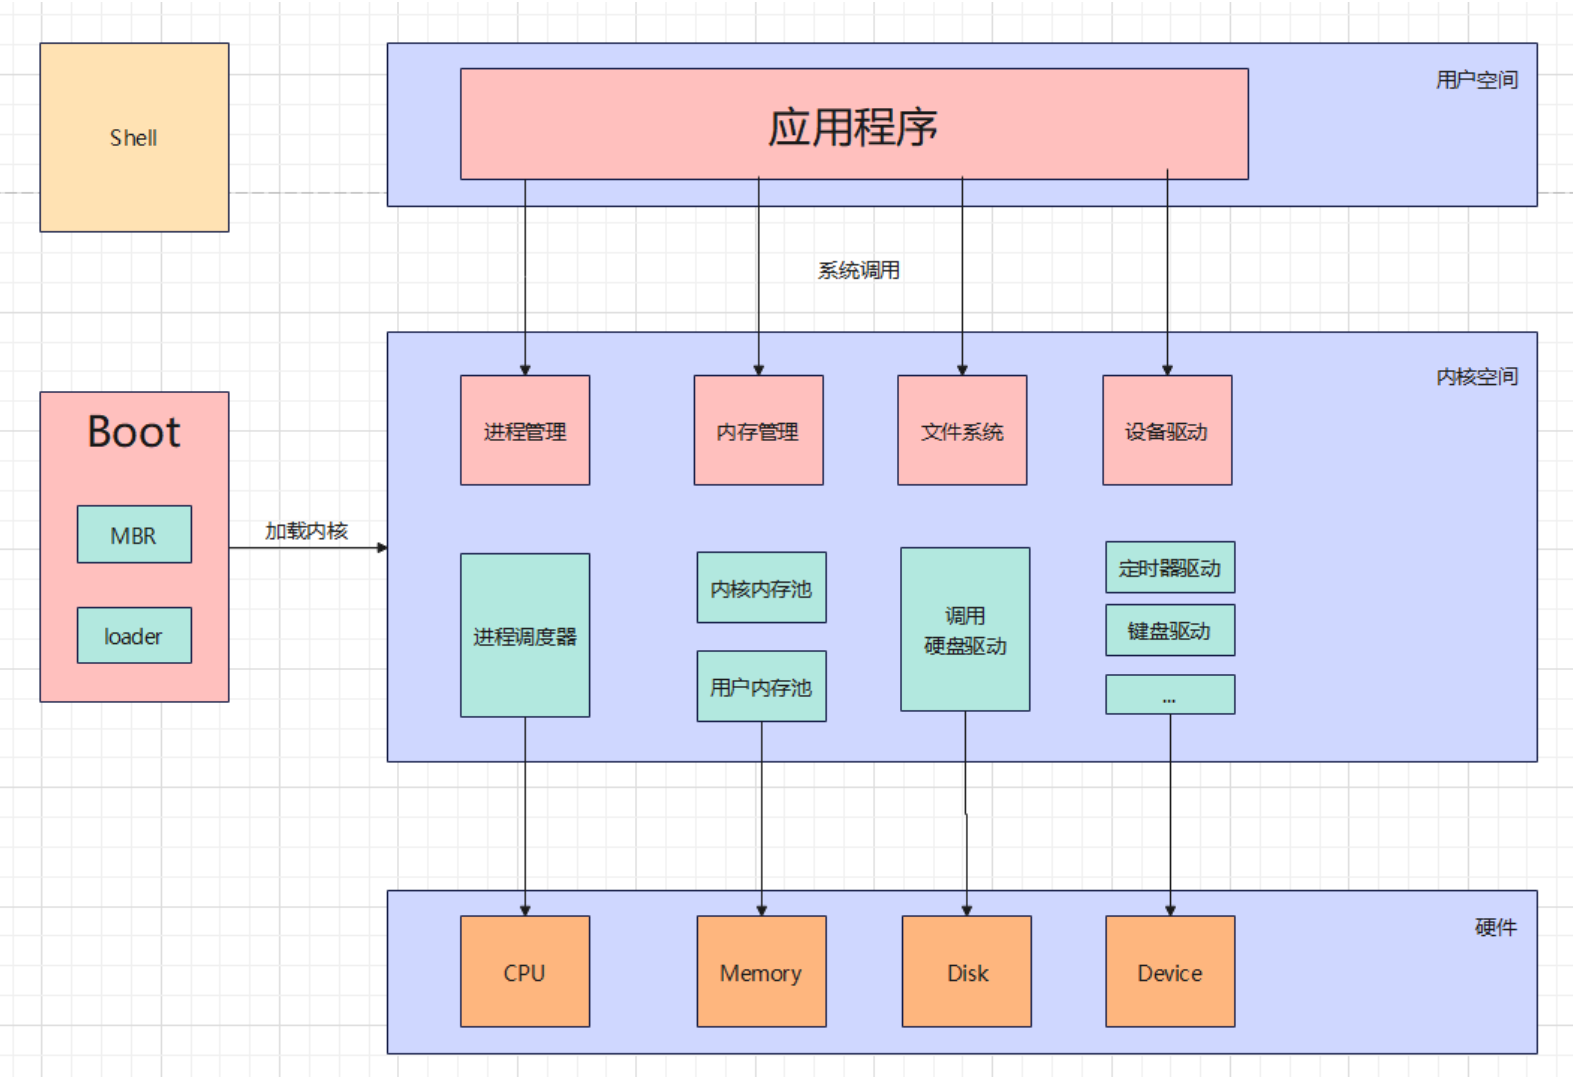 Shell
用户空间
应用程序
系统调用
内核空间
Boot
MBR
loader
加载内核
进程管理
内存管理
文件系统
设备驱动
进程调度器
内核内存池
用户内存池
调用
硬盘驱动
定时器驱动
键盘驱动
...
硬件
CPU
Memory
Disk
Device